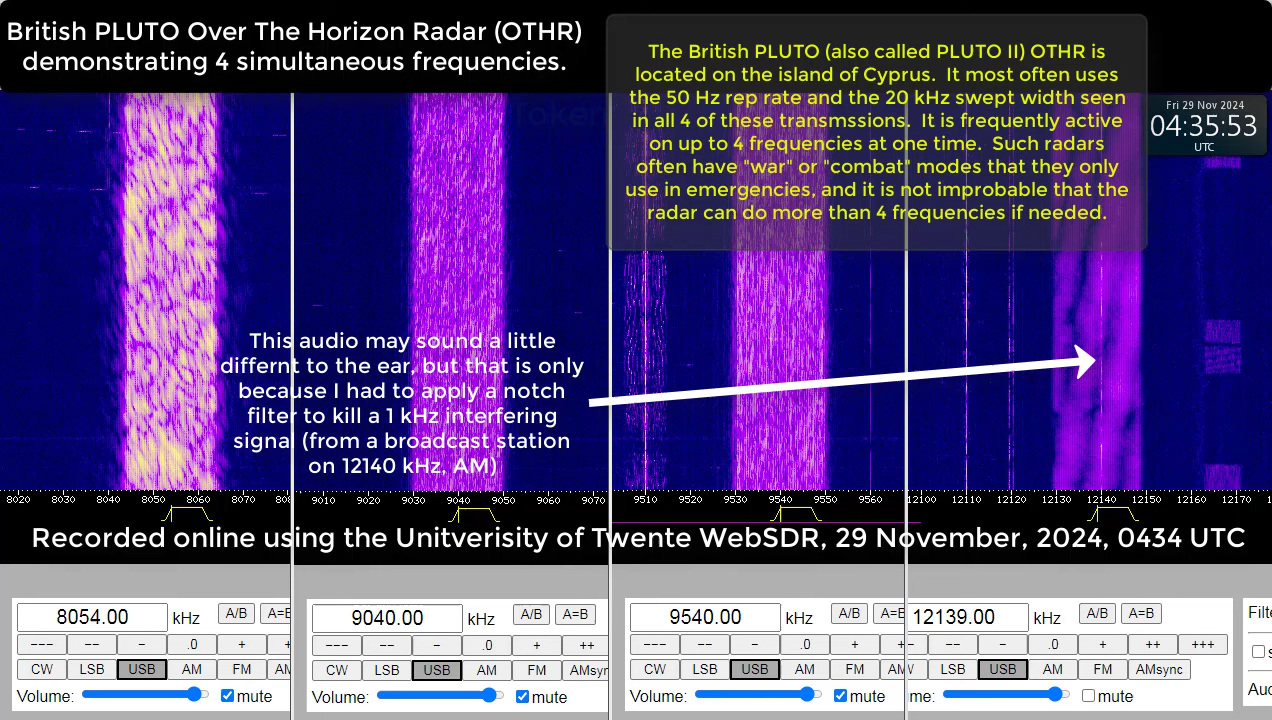 British PLUTO Over The Horizon Radar (OTHR)
demonstrating 4 simultaneous frequencies.
The British PLUTO (also called PLUTO II) OTHR is
located on the island of Cyprus. It most often uses
the 50 Hz rep rate and the 20 kHz swept width seen
in all 4 of these transmssions. It is frequently active
on up to 4 frequencies at one time. Such radars
often have "war" or "combat" modes that they only
use in emergencies, and it is not improbable that the
radar can do more than 4 frequencies if needed.
Fri 29 Nov 2024
04:35:53
UTC
This audio may sound a little
differnt to the ear, but that is only
because I had to apply a notch
filter to kill a 1 kHz interfering
signal (from a broadcast station
on 12140 kHz, AM)
8020 8030 8040 8050 8060 8070 9010 9020 9030 9040 9050 9060 9070 9510 9520 9530 9540 9550 9560 12100 12110 12120 12130 12140 12150 12160 12170
Recorded online using the Unitverisity of Twente WebSDR, 29 November, 2024, 0434 UTC
8054.00 kHz A/B A=B
--- -- - .0 +
CW LSB USB AM FM
Volume: mute
9040.00 kHz A/B A=B
--- -- - .0 + ++
CW LSB USB AM FM AMsyr
Volume: mute
9540.00 kHz A/B A=B
--- -- - .0 +
CW LSB USB AM FM AM
Volume: mute
12139.00 kHz A/B A=B
-- - .0 + ++ +++
W LSB USB AM FM AMsync
me: mute
Filte
Aud